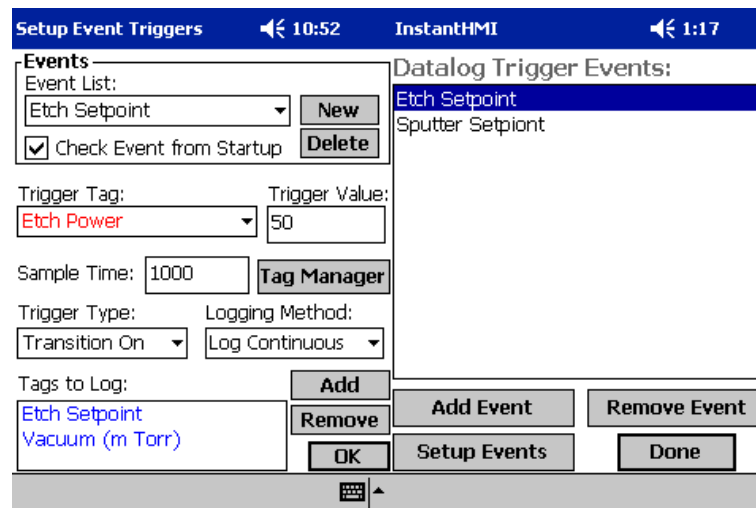 Setup Event Triggers 10:52
Events
Event List:
Etch Setpoint
New
Check Event from Startup
Delete
Trigger Tag:
Trigger Value:
Etch Power
50
Sample Time: 1000
Tag Manager
Trigger Type:
Logging Method:
Transition On
Log Continuous
Tags to Log:
Add
Etch Setpoint
Vacuum (m Torr)
Remove
OK
InstantHMI 1:17
Datalog Trigger Events:
Etch Setpoint
Sputter Setpiont
Add Event
Remove Event
Setup Events
Done